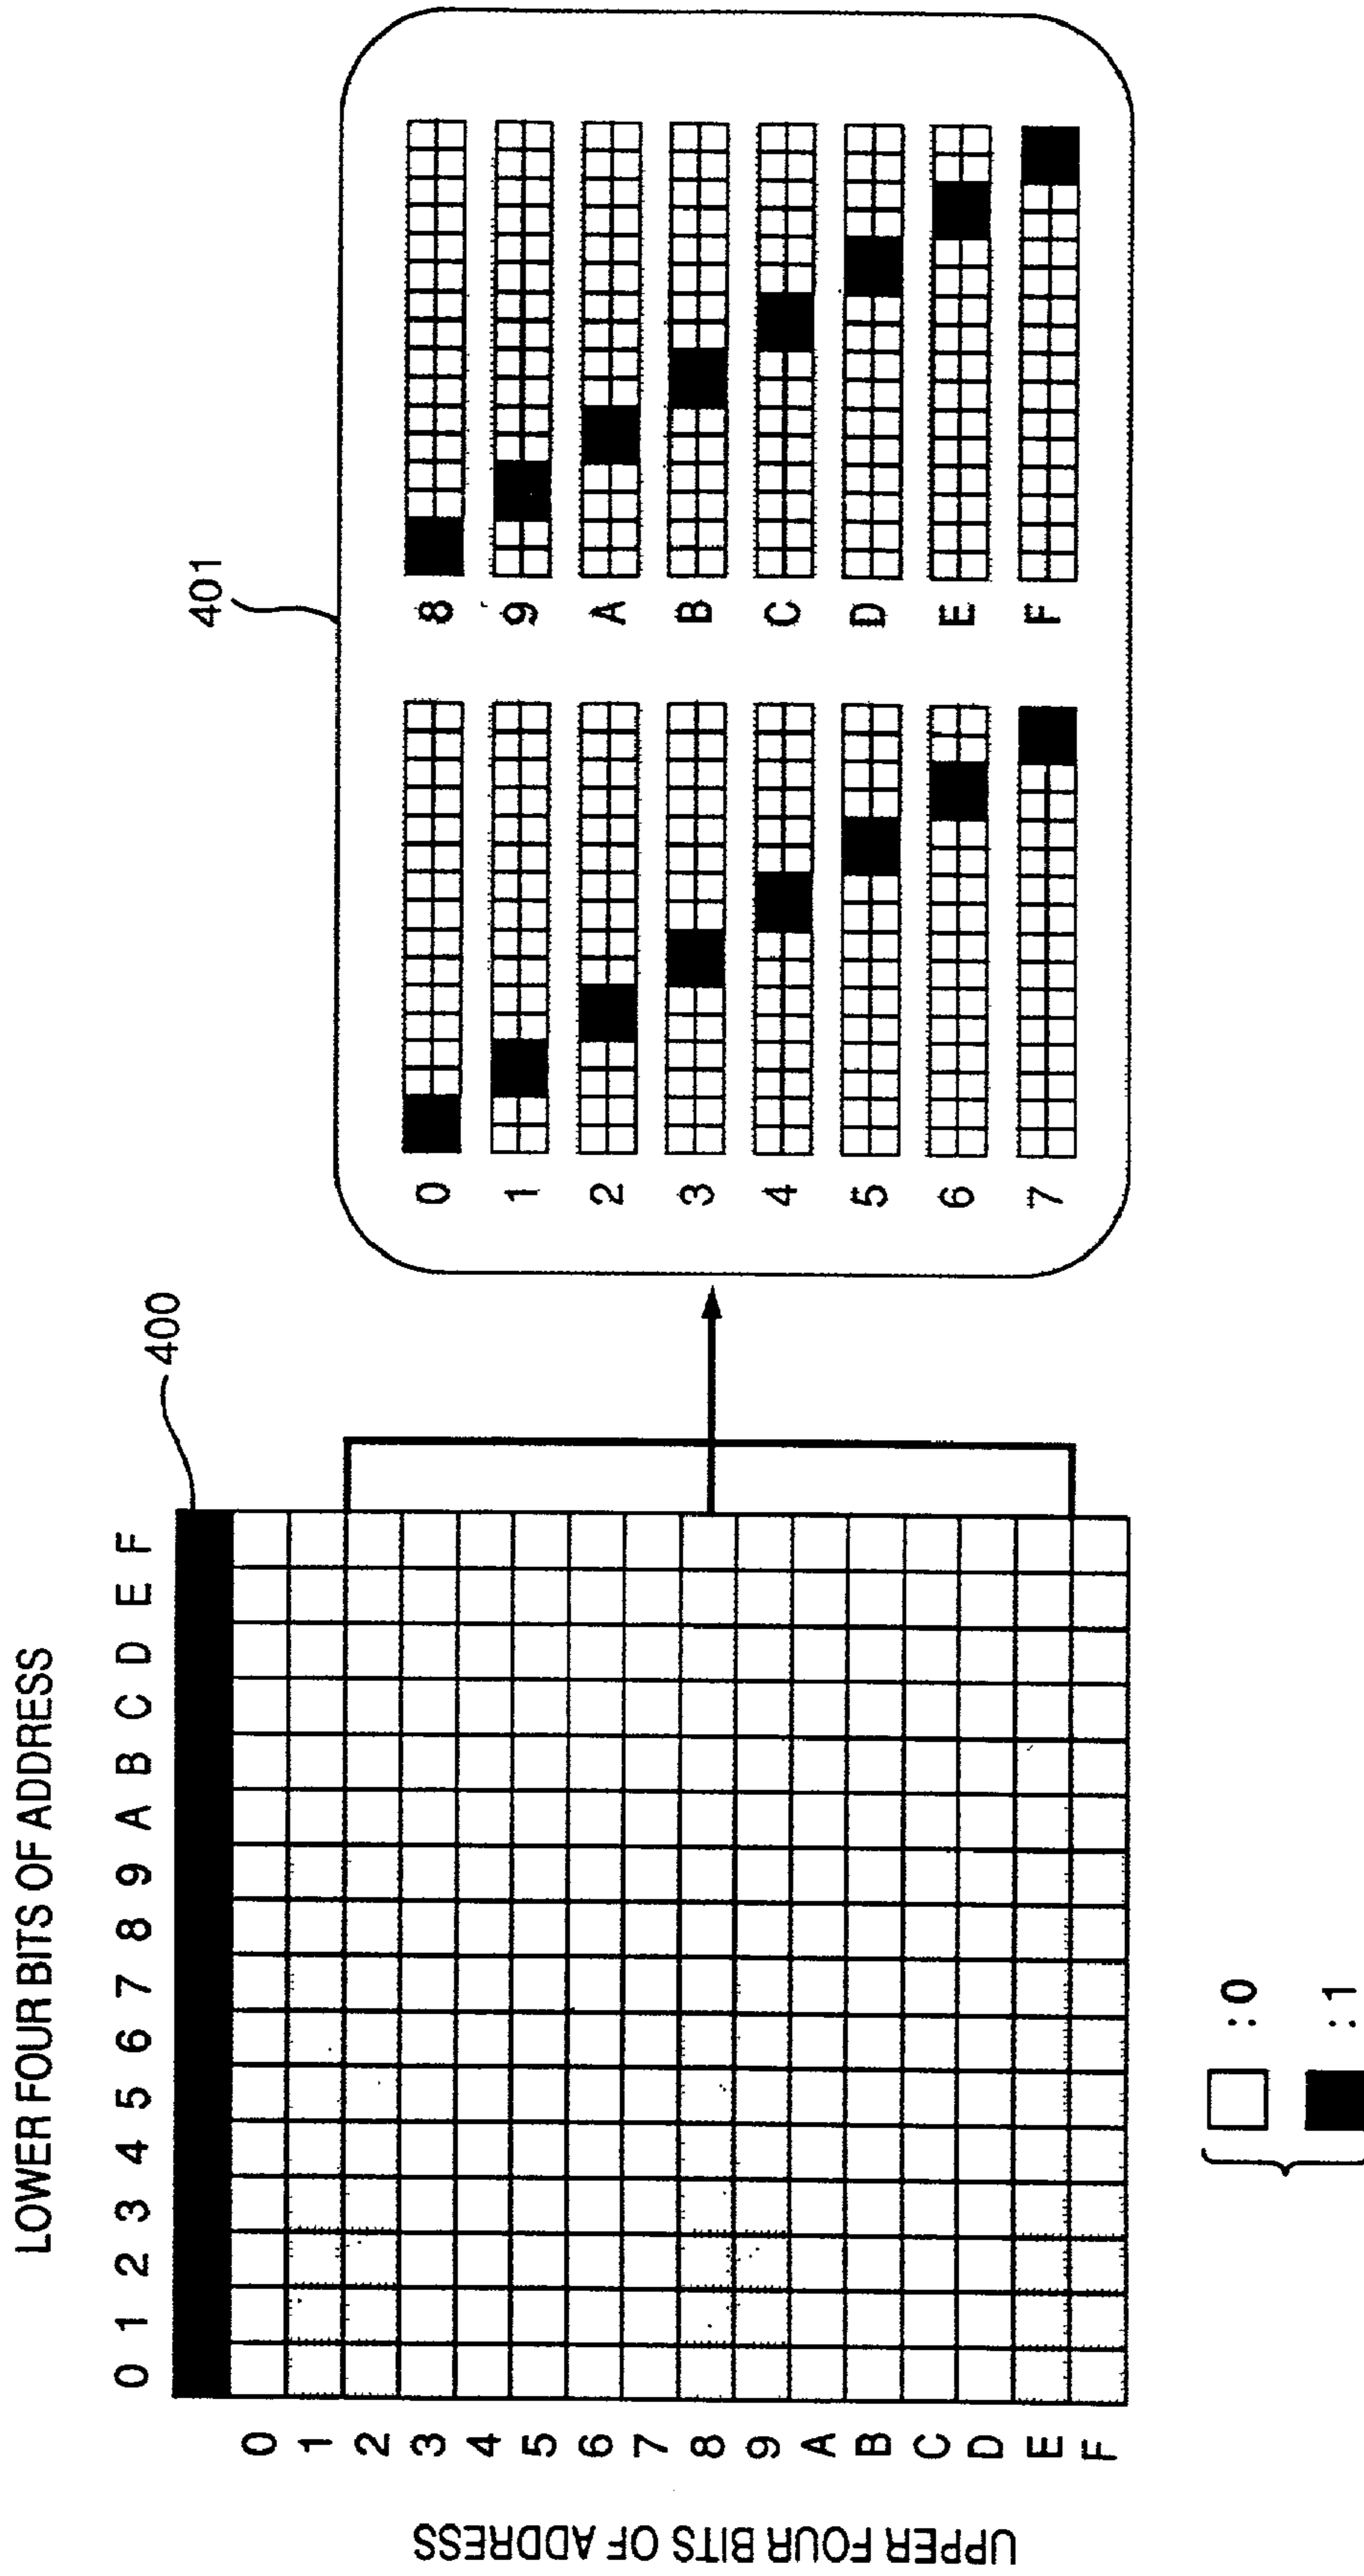 LOWER FOUR BITS OF ADDRESS
0 1 2 3 4 5 6 7 8 9 A B C D E F
400
UPPER FOUR BITS OF ADDRESS
0
1
2
3
4
5
6
7
8
9
A
B
C
D
E
F
401
0
1
2
3
4
5
6
7
8
9
A
B
C
D
E
F
: 0
: 1